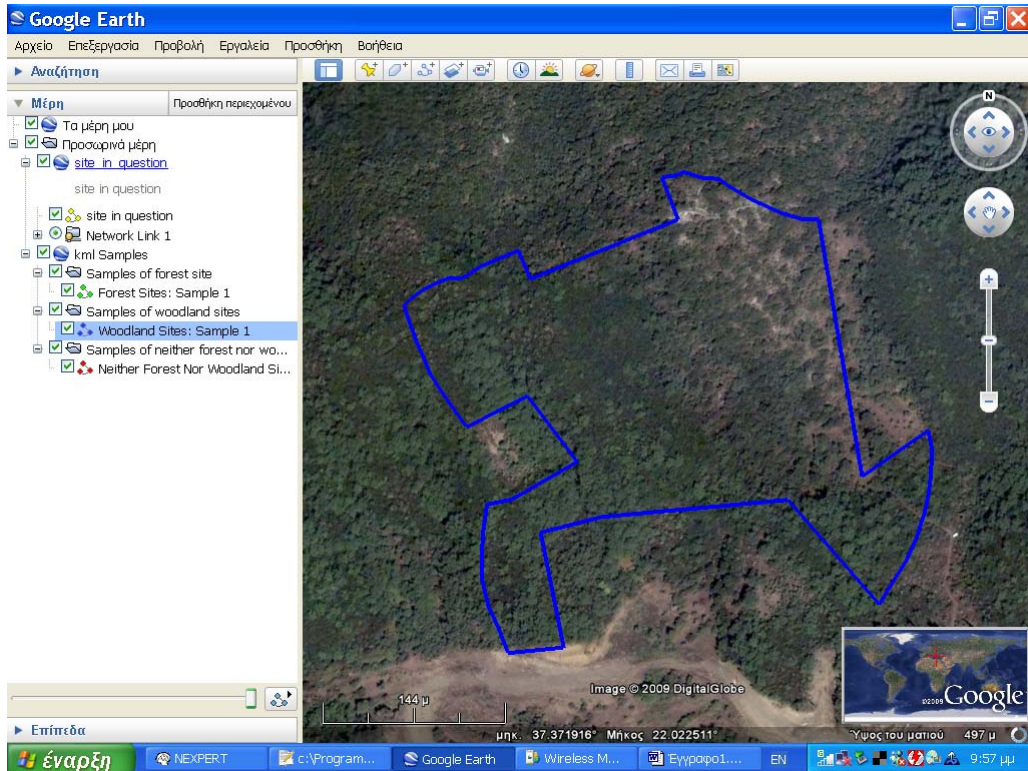 Google Earth
Αρχείο Επεξεργασία Προβολή Εργαλεία Προσθήκη Βοήθεια
Αναζήτηση
Μέρη
Προσθήκη περιεχομένου
Τα μέρη μου
Προσωρινά μέρη
site in question
site in question
site in question
Network Link 1
kml Samples
Samples of forest site
Forest Sites: Sample 1
Samples of woodland sites
Woodland Sites: Sample 1
Samples of neither forest nor wo...
Neither Forest Nor Woodland Si...
Επίπεδα
N
144 μ
Image © 2009 DigitalGlobe
©2009 Google
μηκ. 37.371916° Μήκος 22.022511°
Ύψος του ματιού 497 μ
έναρξη
NEXPERT
c:\Program...
Google Earth
Wireless M...
Έγγραφο1....
EN
9:57 μμ